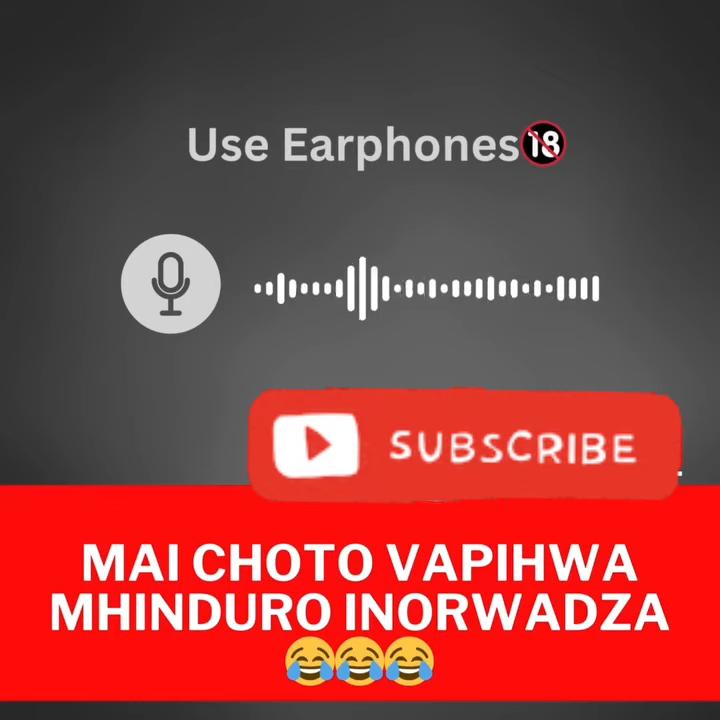 Use Earphones🔞
SUBSCRIBE
MAI CHOTO VAPIHWA
MHINDURO INORWADZA
😂😂😂